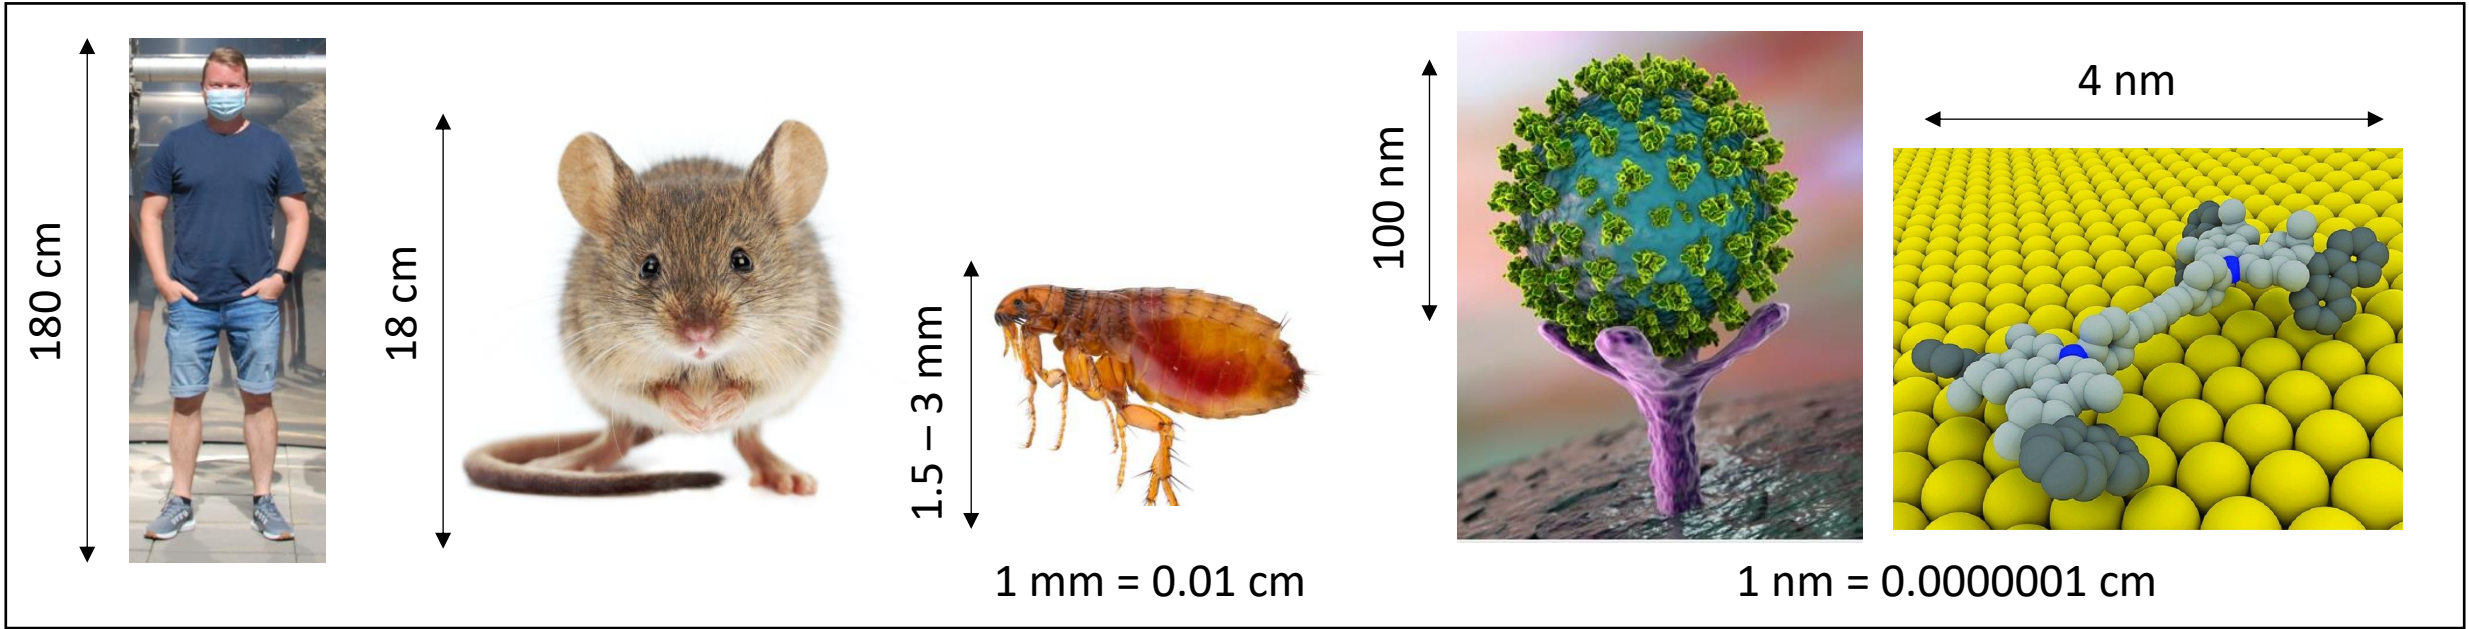 180 cm
18 cm
1.5 – 3 mm
1 mm = 0.01 cm
100 nm
4 nm
1 nm = 0.0000001 cm